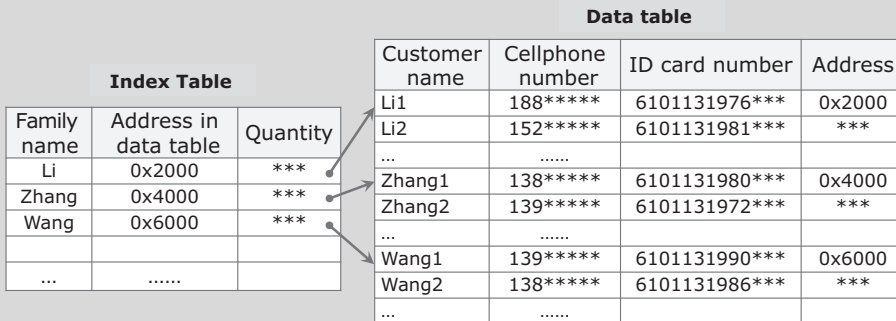 Data table
Index Table
Family name | Address in data table | Quantity
Li | 0x2000 | ***
Zhang | 0x4000 | ***
Wang | 0x6000 | ***
... | ......
Customer name | Cellphone number | ID card number | Address
Li1 | 188***** | 6101131976*** | 0x2000
Li2 | 152***** | 6101131981*** | ***
... | ......
Zhang1 | 138***** | 6101131980*** | 0x4000
Zhang2 | 139***** | 6101131972*** | ***
... | ......
Wang1 | 139***** | 6101131990*** | 0x6000
Wang2 | 138***** | 6101131986*** | ***
... | ......